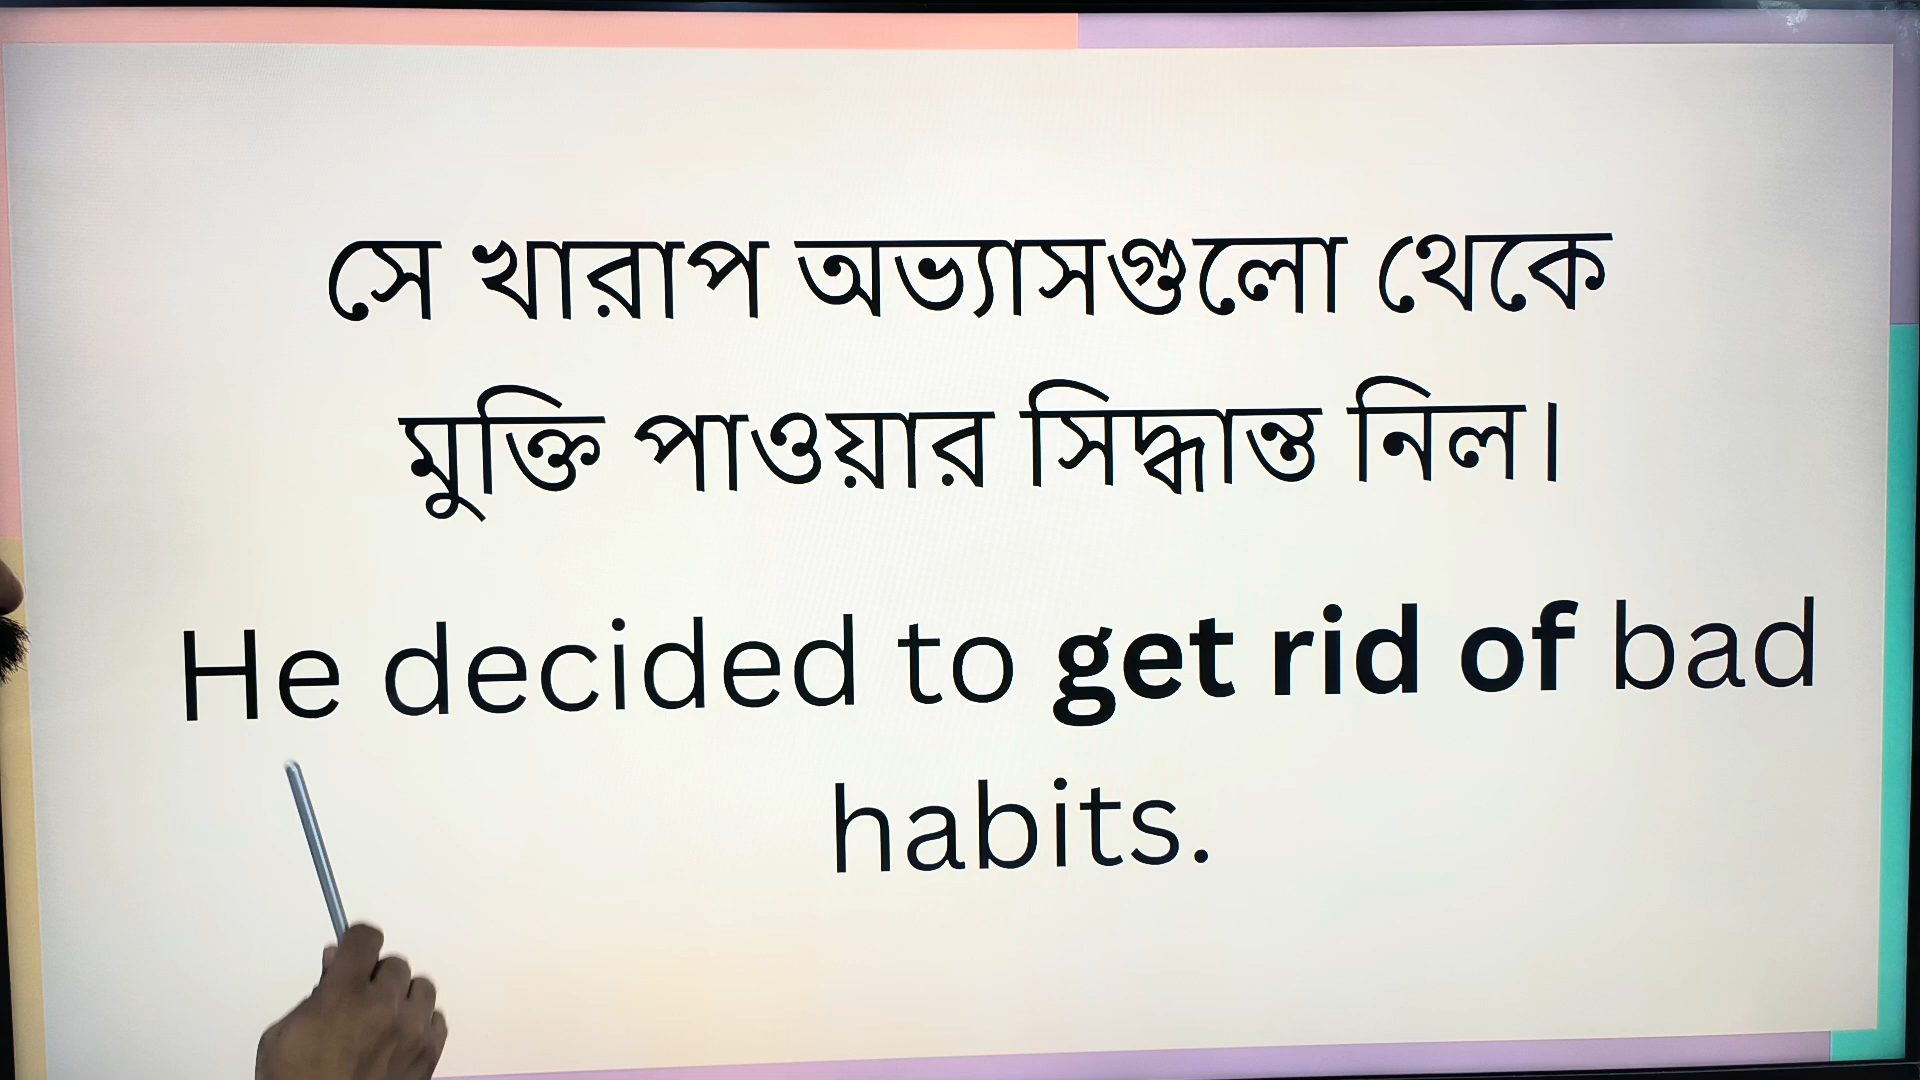 সে খারাপ অভ্যাসগুলো থেকে
মুক্তি পাওয়ার সিদ্ধান্ত নিল।
He decided to get rid of bad
habits.